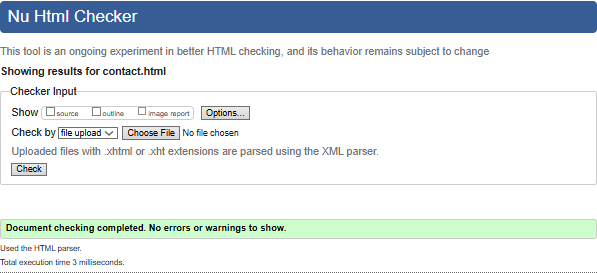 Nu Html Checker
This tool is an ongoing experiment in better HTML checking, and its behavior remains subject to change
Showing results for contact.html
Checker Input
Show source outline image report Options...
Check by file upload Choose File No file chosen
Uploaded files with .xhtml or .xht extensions are parsed using the XML parser.
Check
Document checking completed. No errors or warnings to show.
Used the HTML parser.
Total execution time 3 milliseconds.